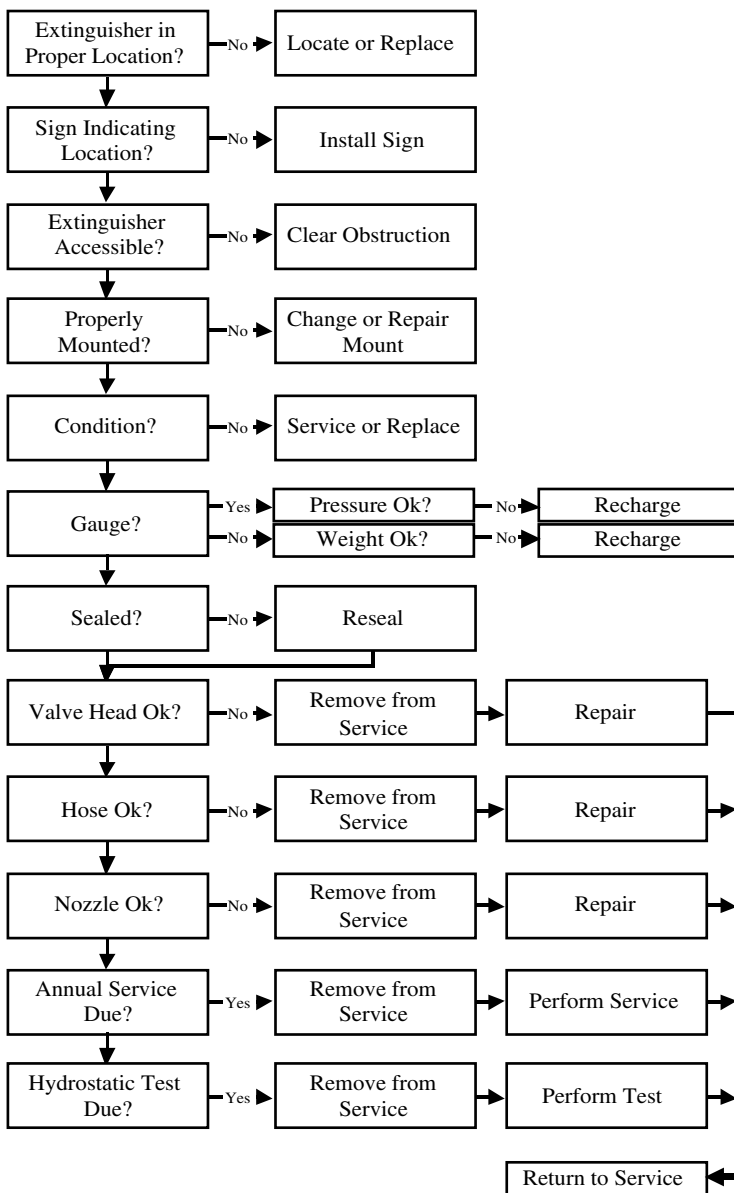 Extinguisher in
Proper Location?
No
Locate or Replace
Sign Indicating
Location?
No
Install Sign
Extinguisher
Accessible?
No
Clear Obstruction
Properly
Mounted?
No
Change or Repair
Mount
Condition?
No
Service or Replace
Gauge?
Yes
Pressure Ok?
No
Recharge
No
Weight Ok?
No
Recharge
Sealed?
No
Reseal
Valve Head Ok?
No
Remove from
Service
Repair
Hose Ok?
No
Remove from
Service
Repair
Nozzle Ok?
No
Remove from
Service
Repair
Annual Service
Due?
Yes
Remove from
Service
Perform Service
Hydrostatic Test
Due?
Yes
Remove from
Service
Perform Test
Return to Service